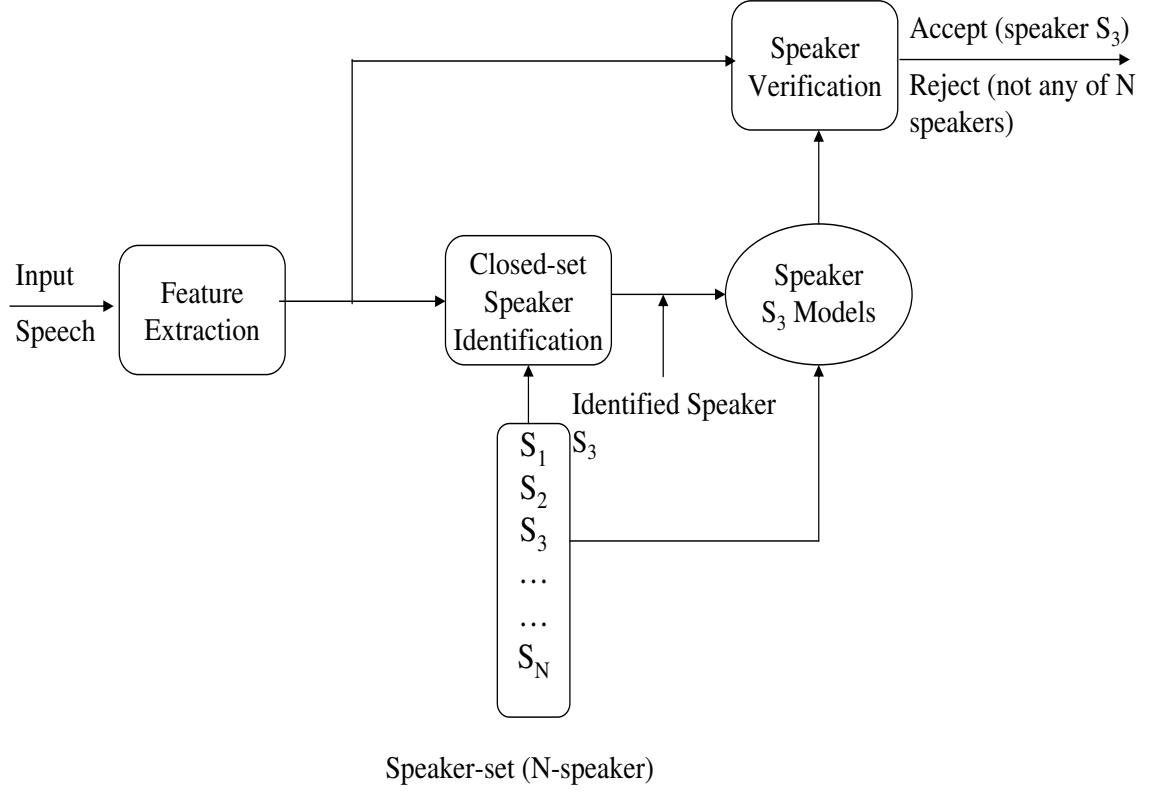 Speaker
Verification
Accept (speaker S₃)
Reject (not any of N
speakers)
Input
Speech
Feature
Extraction
Closed-set
Speaker
Identification
Speaker
S₃ Models
Identified Speaker
S₃
S₁
S₂
S₃
…
…
S_N
Speaker-set (N-speaker)